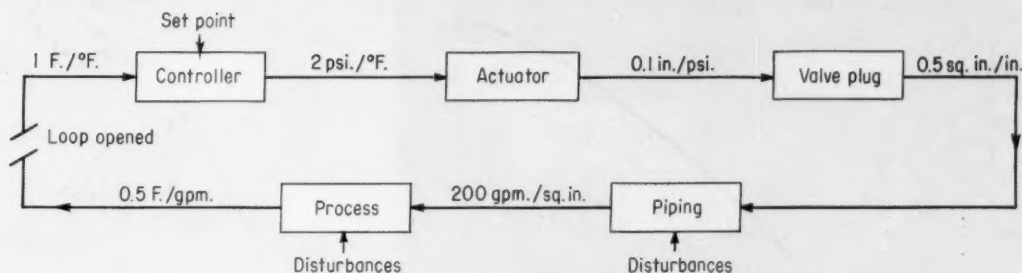 Set point
1 F./°F.
Controller
2 psi./°F.
Actuator
0.1 in./psi.
Valve plug
0.5 sq. in./in.
Loop opened
0.5 F./gpm.
Process
200 gpm./sq. in.
Piping
Disturbances
Disturbances